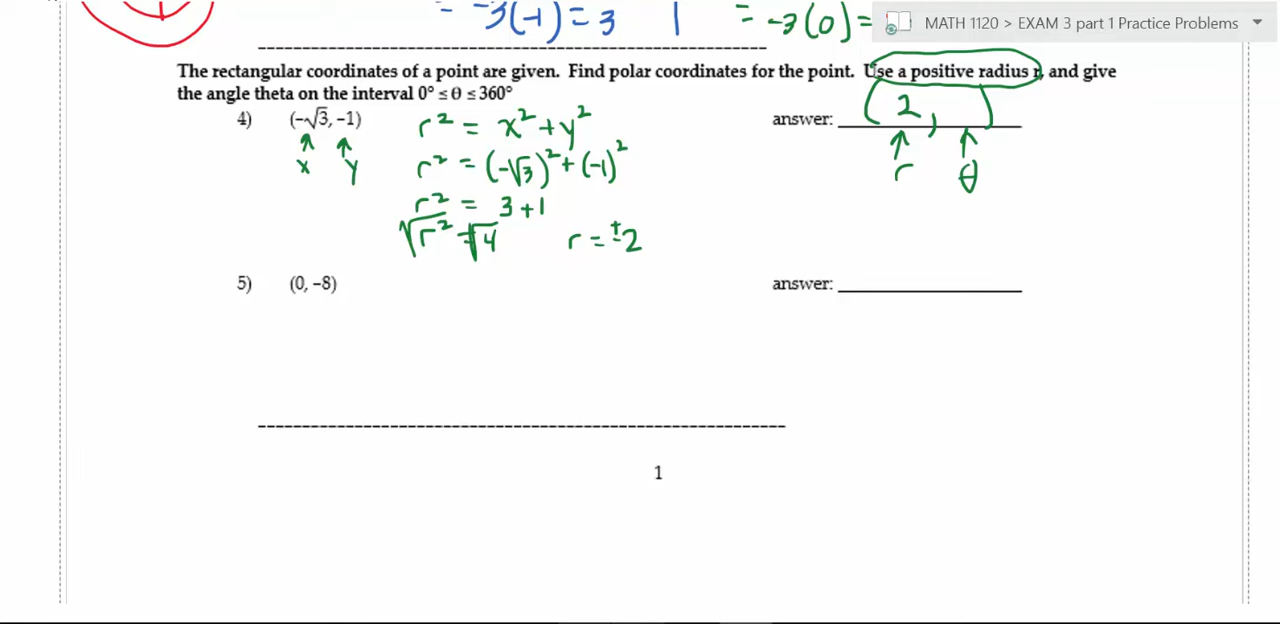 = -3(-1) = 3 | = -3(0) =
MATH 1120 > EXAM 3 part 1 Practice Problems
The rectangular coordinates of a point are given. Find polar coordinates for the point. Use a positive radius r, and give
the angle theta on the interval 0° ≤ θ ≤ 360°
4) (-√3, -1) r² = x² + y² answer: (2, )
x y r² = (-√3)² + (-1)² r θ
r² = 3 + 1
√r² = √4 r = ±2
5) (0, -8) answer:
1